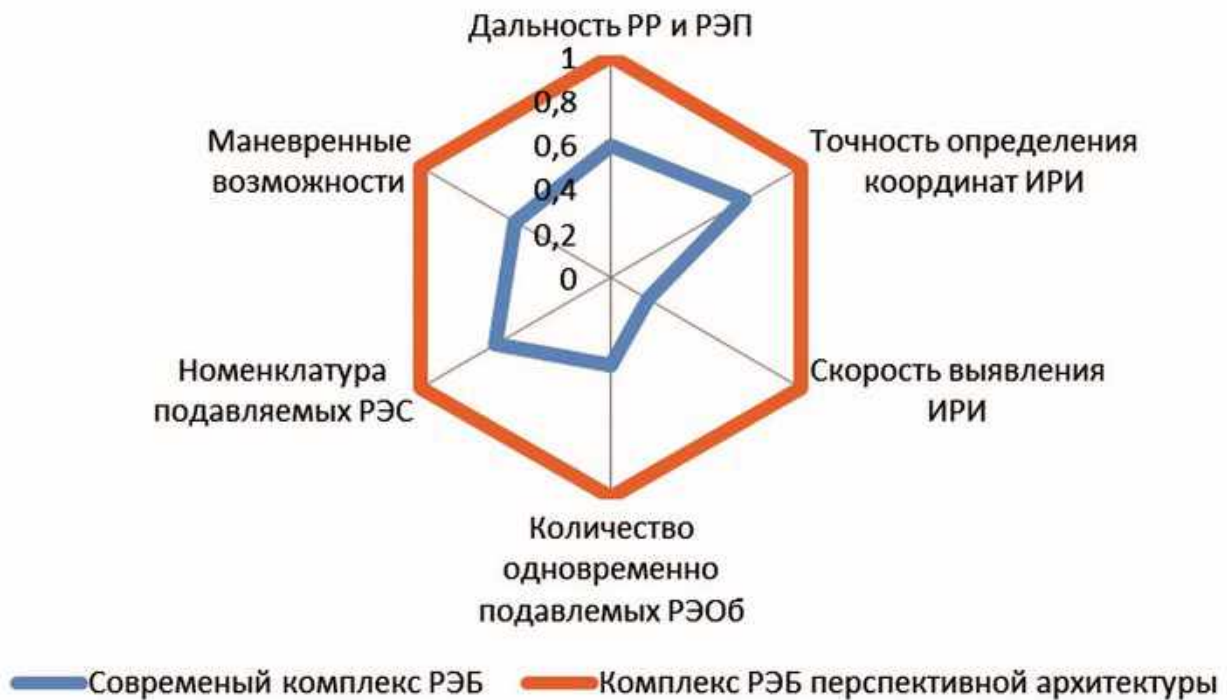 Дальность РР и РЭП
1
0,8
0,6
0,4
0,2
0
Точность определения
координат ИРИ
Скорость выявления
ИРИ
Количество
одновременно
подавлемых РЭОб
Номенклатура
подавляемых РЭС
Маневренные
возможности
Современый комплекс РЭБ
Комплекс РЭБ перспективной архитектуры